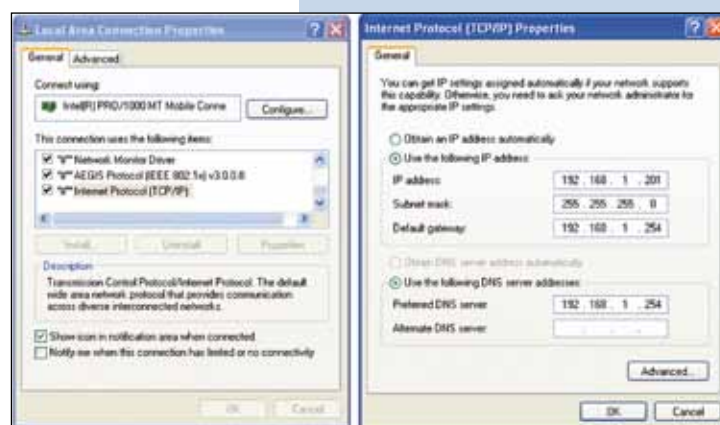 Local Area Connection Properties
General Advanced
Connect using:
Intel(R) PRO/1000 MT Mobile Conne
Configure...
This connection uses the following items:
Network Monitor Driver
AEGIS Protocol (IEEE 802.1x) v3.0.0.8
Internet Protocol (TCP/IP)
Install... Uninstall Properties
Description
Transmission Control Protocol/Internet Protocol. The default
wide area network protocol that provides communication
across diverse interconnected networks.
Show icon in notification area when connected
Notify me when this connection has limited or no connectivity
OK Cancel
Internet Protocol (TCP/IP) Properties
General
You can get IP settings assigned automatically if your network supports
this capability. Otherwise, you need to ask your network administrator for
the appropriate IP settings.
Obtain an IP address automatically
Use the following IP address:
IP address: 192 . 168 . 1 . 201
Subnet mask: 255 . 255 . 255 . 0
Default gateway: 192 . 168 . 1 . 254
Obtain DNS server address automatically
Use the following DNS server addresses:
Preferred DNS server: 192 . 168 . 1 . 254
Alternate DNS server: . . .
Advanced...
OK Cancel